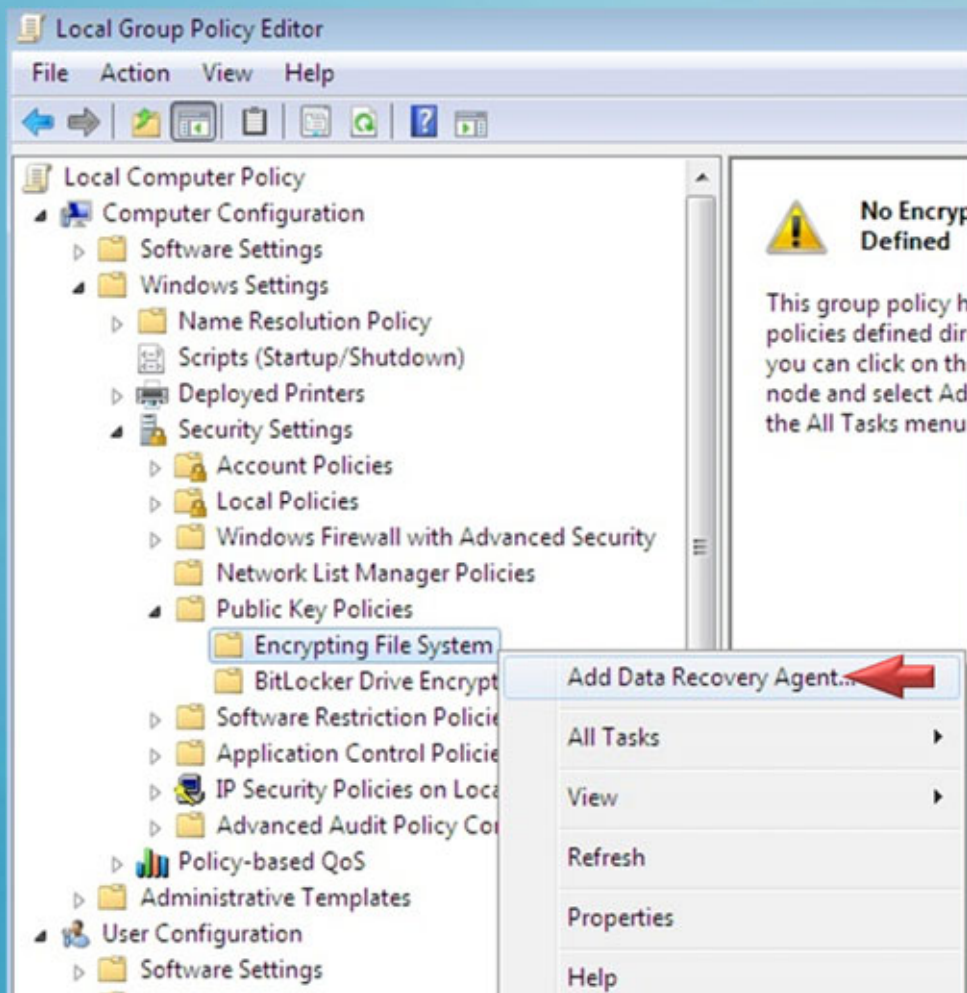 Local Group Policy Editor
File Action View Help
Local Computer Policy
Computer Configuration
Software Settings
Windows Settings
Name Resolution Policy
Scripts (Startup/Shutdown)
Deployed Printers
Security Settings
Account Policies
Local Policies
Windows Firewall with Advanced Security
Network List Manager Policies
Public Key Policies
Encrypting File System
BitLocker Drive Encrypt
Software Restriction Policie
Application Control Policie
IP Security Policies on Loca
Advanced Audit Policy Co
Policy-based QoS
Administrative Templates
User Configuration
Software Settings
No Encryp
Defined
This group policy h
policies defined dir
you can click on th
node and select Ad
the All Tasks menu
Add Data Recovery Agent...
All Tasks
View
Refresh
Properties
Help